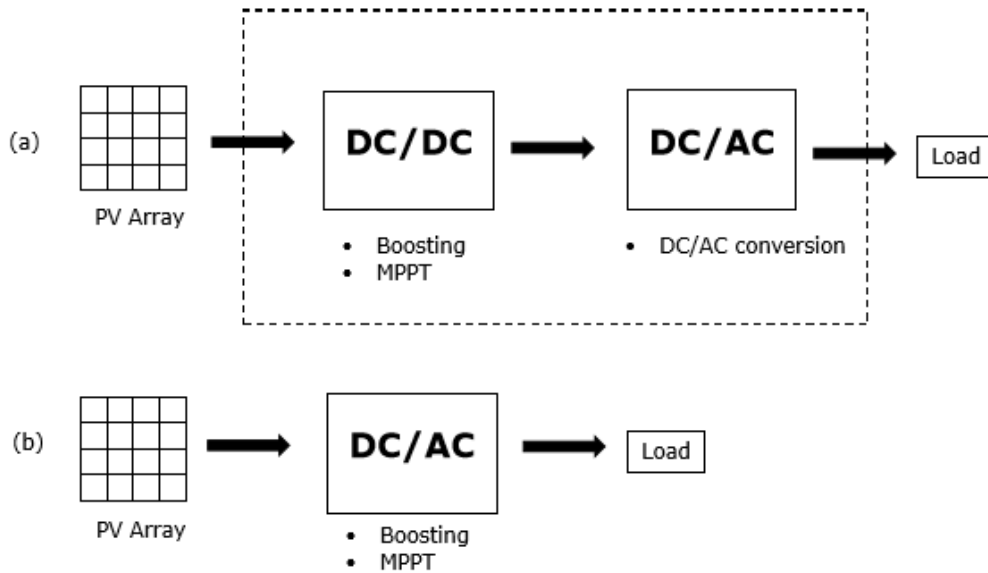 (a)
PV Array
DC/DC
• Boosting
• MPPT
DC/AC
• DC/AC conversion
Load
(b)
PV Array
DC/AC
• Boosting
• MPPT
Load